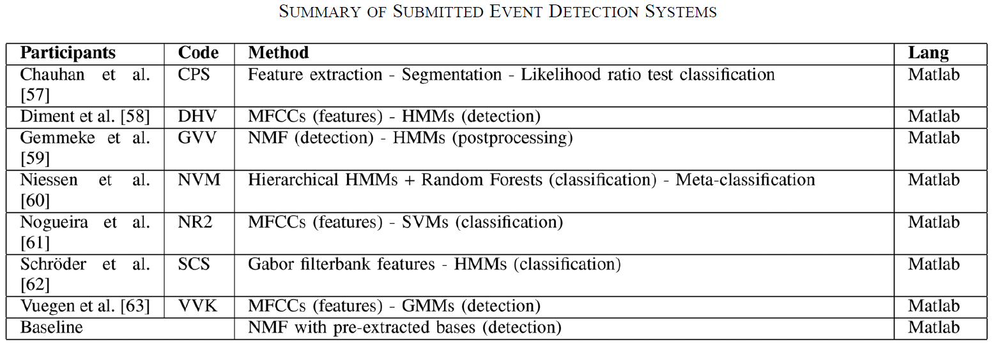 SUMMARY OF SUBMITTED EVENT DETECTION SYSTEMS
Participants Code Method Lang
Chauhan et al. CPS Feature extraction - Segmentation - Likelihood ratio test classification Matlab
[57]
Diment et al. [58] DHV MFCCs (features) - HMMs (detection) Matlab
Gemmeke et al. GVV NMF (detection) - HMMs (postprocessing) Matlab
[59]
Niessen et al. NVM Hierarchical HMMs + Random Forests (classification) - Meta-classification Matlab
[60]
Nogueira et al. NR2 MFCCs (features) - SVMs (classification) Matlab
[61]
Schröder et al. SCS Gabor filterbank features - HMMs (classification) Matlab
[62]
Vuegen et al. [63] VVK MFCCs (features) - GMMs (detection) Matlab
Baseline NMF with pre-extracted bases (detection) Matlab